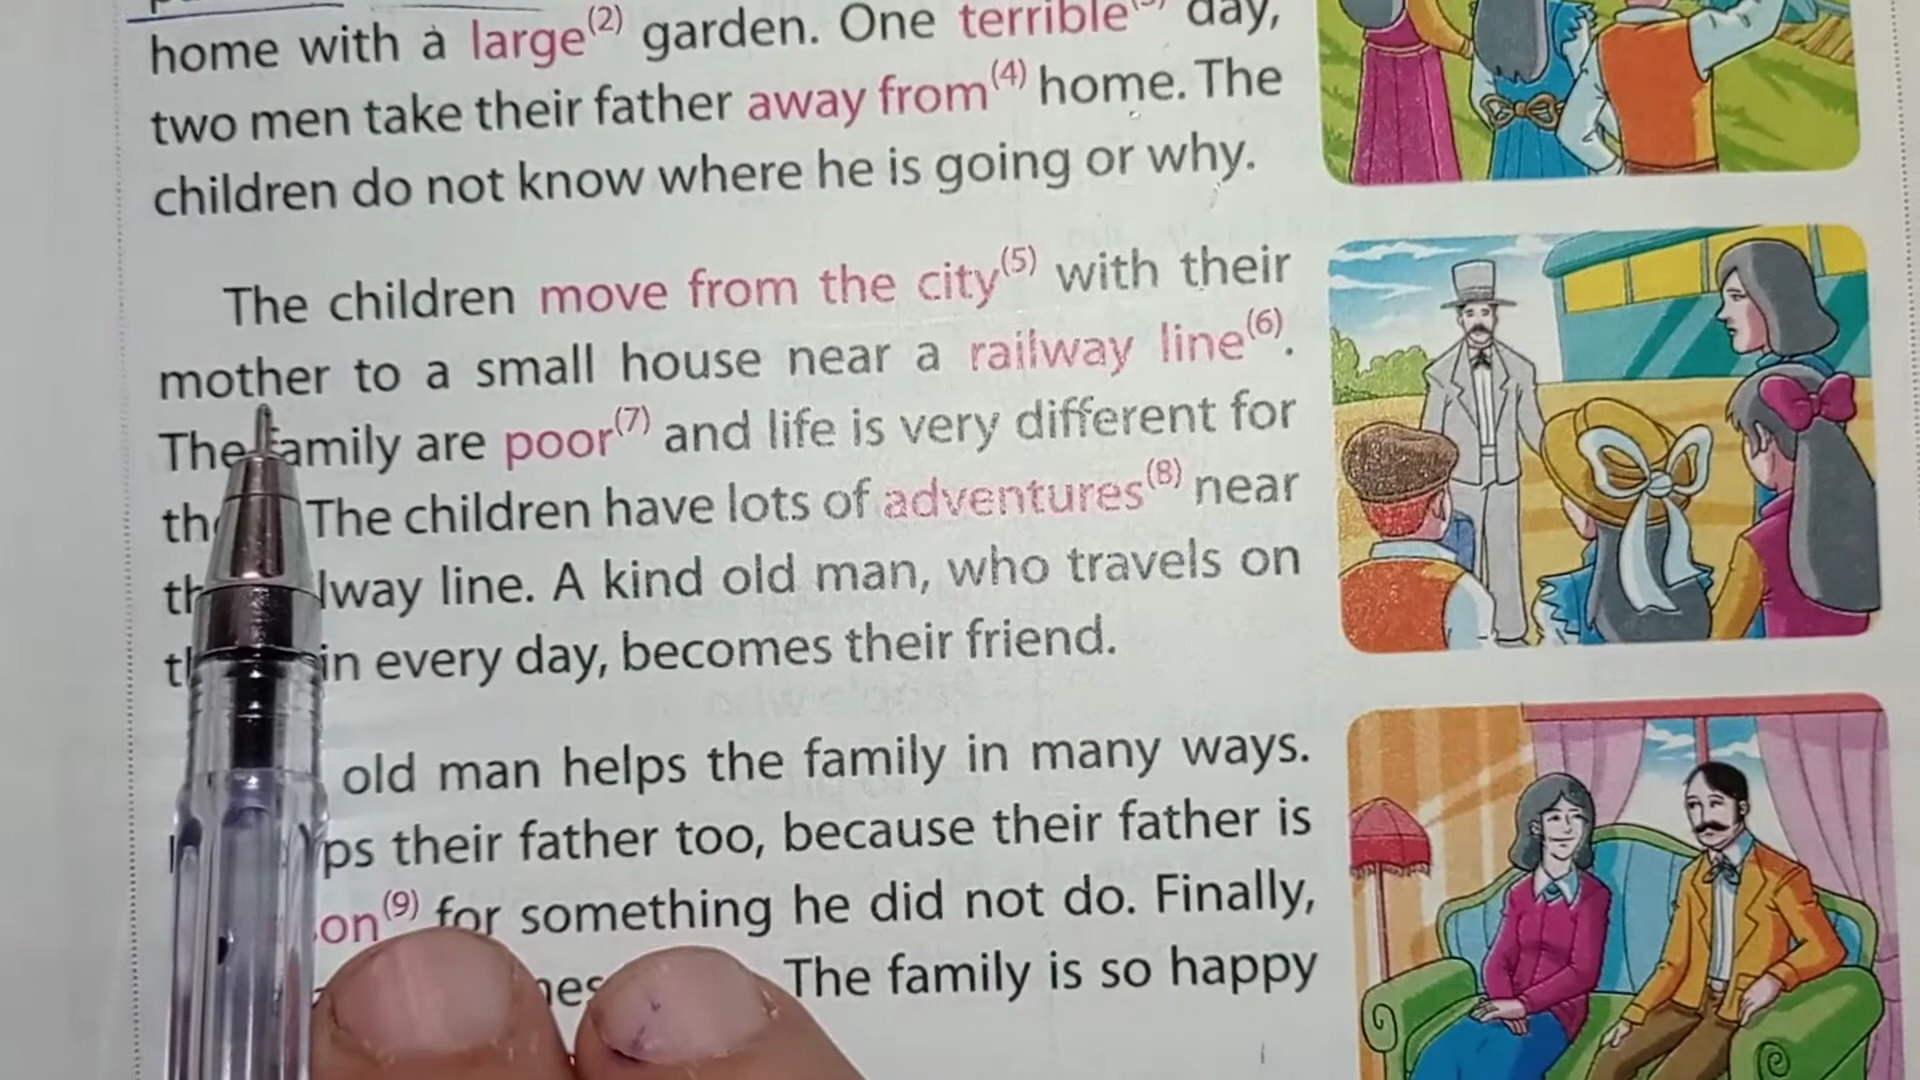 home with a large(2) garden. One terrible day,
two men take their father away from(4) home. The
children do not know where he is going or why.
The children move from the city(5) with their
mother to a small house near a railway line(6).
The family are poor(7) and life is very different for
The children have lots of adventures(8) near
line. A kind old man, who travels on
every day, becomes their friend.
old man helps the family in many ways.
their father too, because their father is
(9) for something he did not do. Finally,
The family is so happy